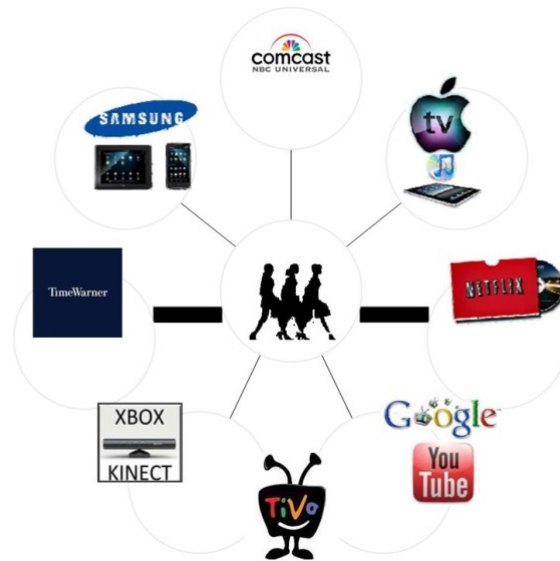 comcast
NBC UNIVERSAL
SAMSUNG
tv
TimeWarner
NETFLIX
XBOX
KINECT
Google
You
Tube
TiVo